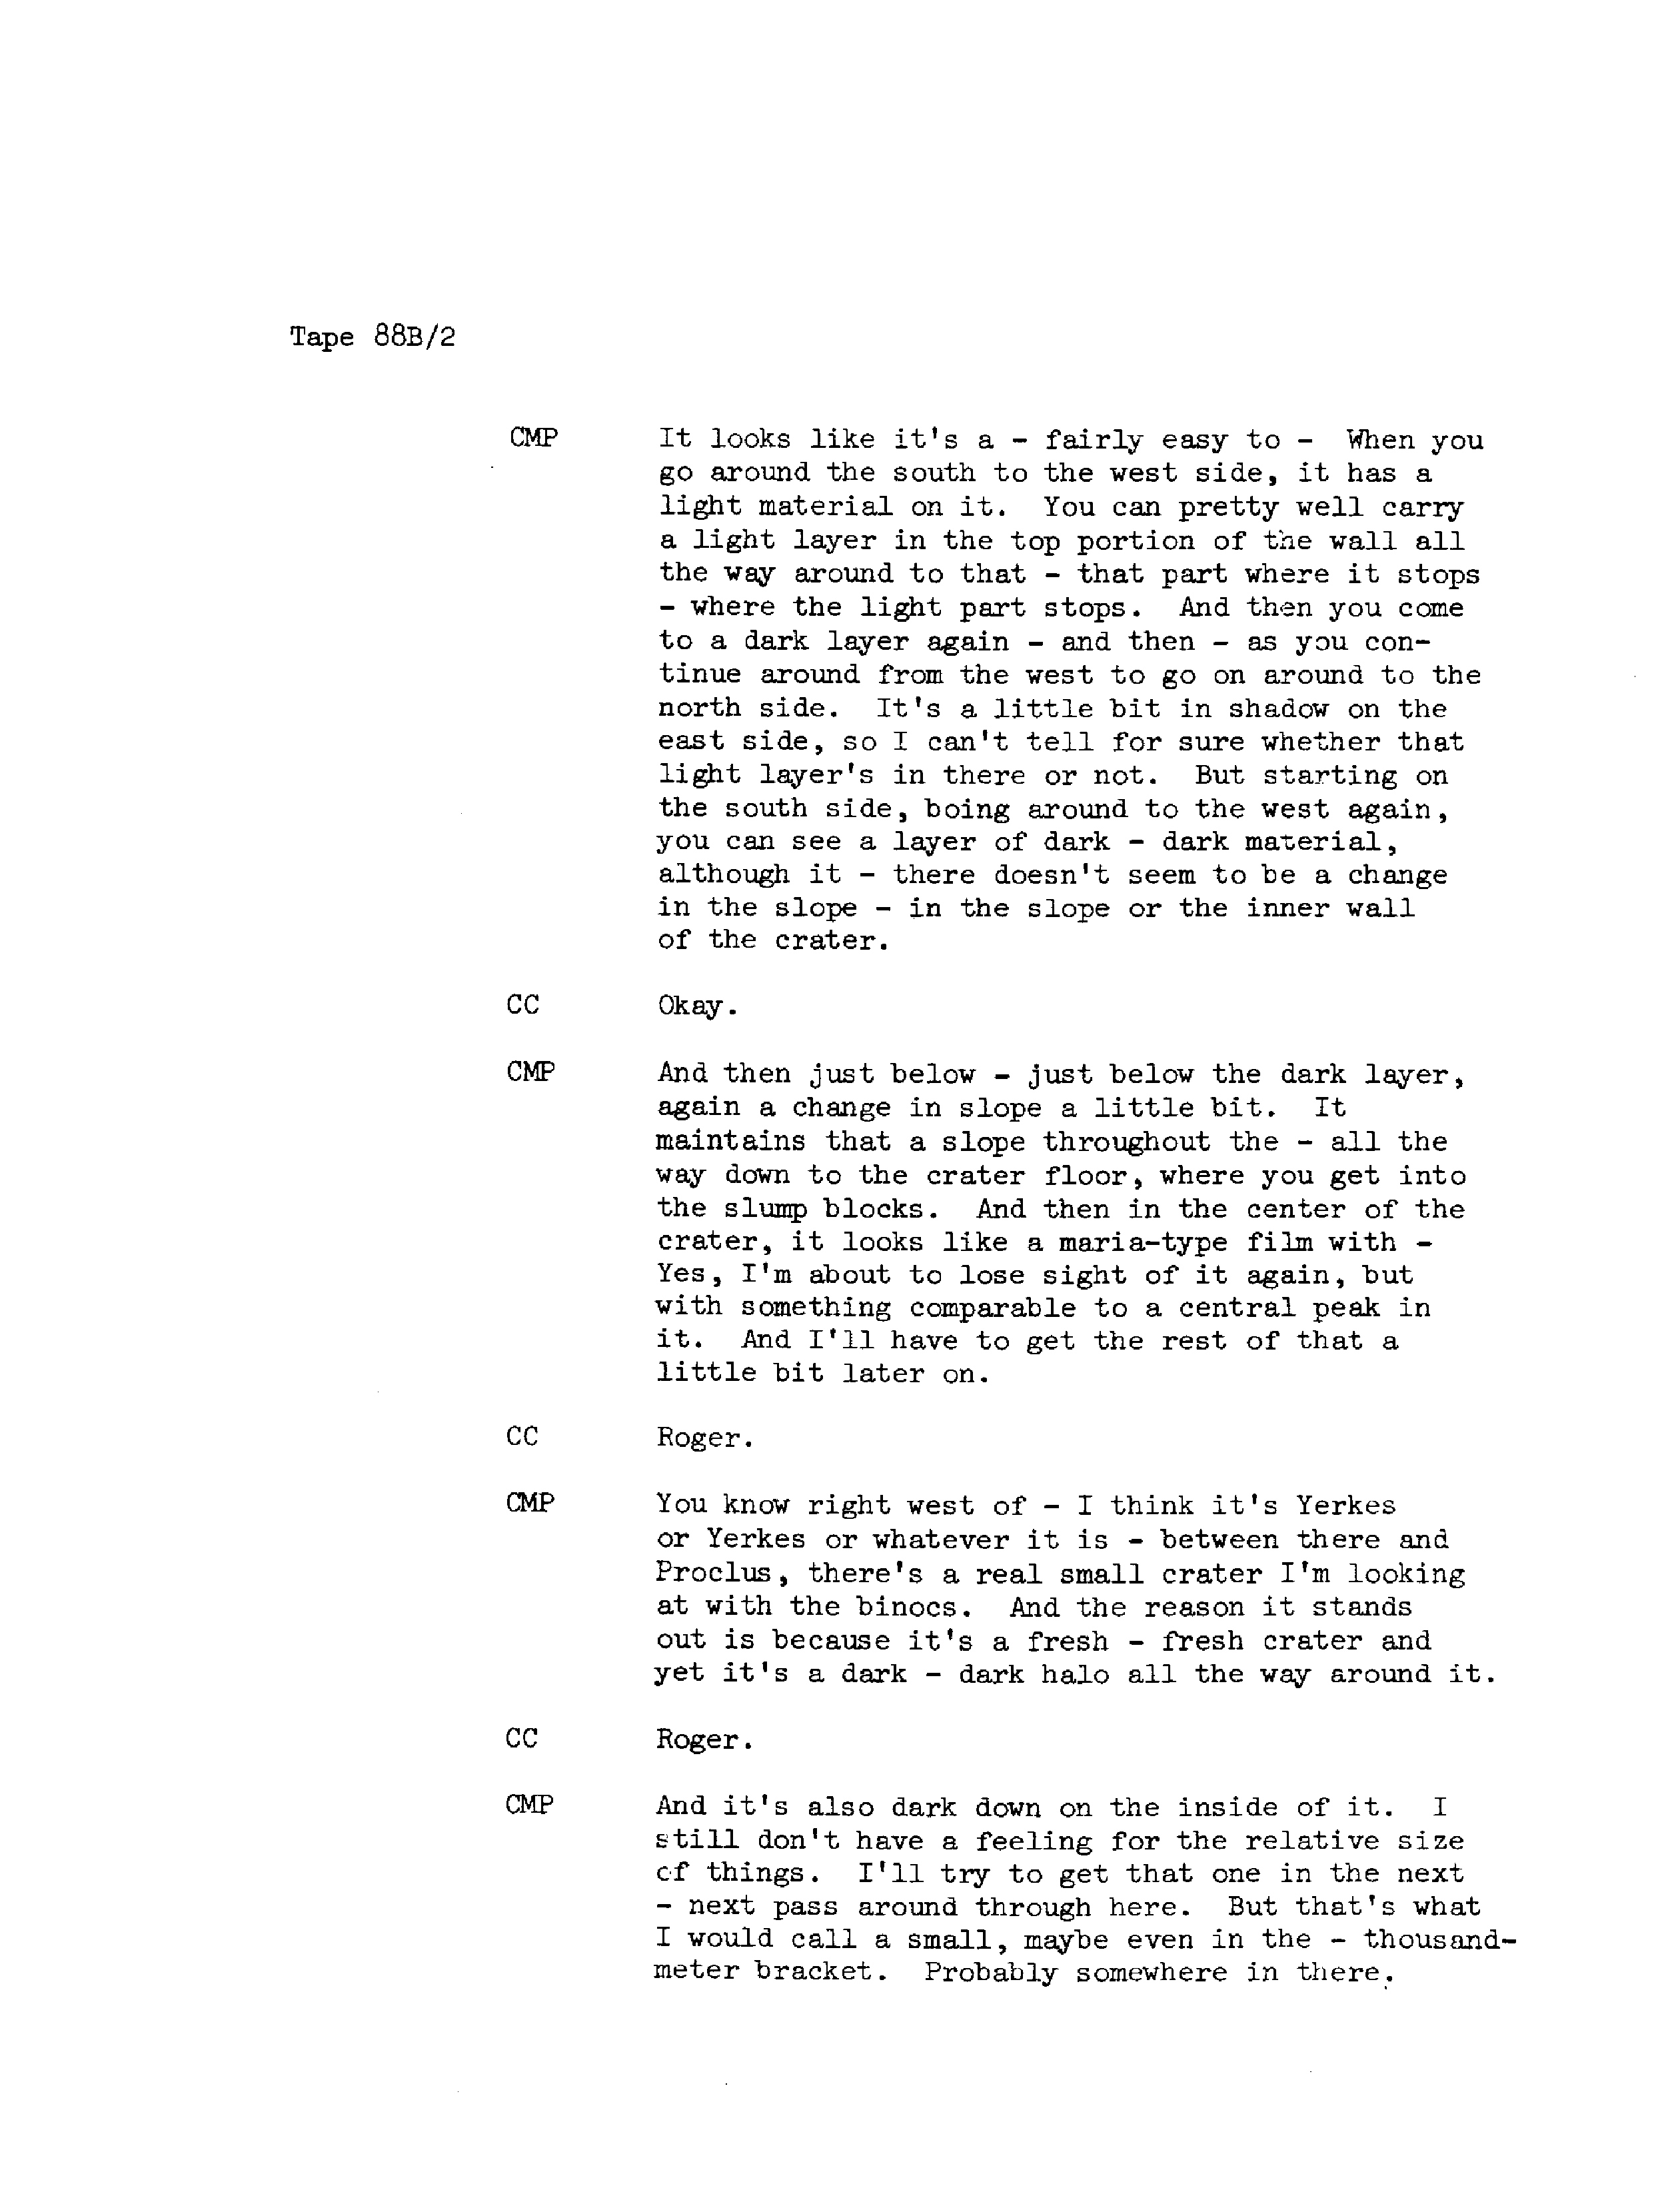 Tape 88B/2
CMP It looks like it's a - fairly easy to - When you
go around the south to the west side, it has a
light material on it. You can pretty well carry
a light layer in the top portion of the wall all
the way around to that - that part where it stops
- where the light part stops. And then you come
to a dark layer again - and then - as you con-
tinue around from the west to go on around to the
north side. It's a little bit in shadow on the
east side, so I can't tell for sure whether that
light layer's in there or not. But starting on
the south side, boing around to the west again,
you can see a layer of dark - dark material,
although it - there doesn't seem to be a change
in the slope - in the slope or the inner wall
of the crater.
CC Okay.
CMP And then just below - just below the dark layer,
again a change in slope a little bit. It
maintains that a slope throughout the - all the
way down to the crater floor, where you get into
the slump blocks. And then in the center of the
crater, it looks like a maria-type film with -
Yes, I'm about to lose sight of it again, but
with something comparable to a central peak in
it. And I'll have to get the rest of that a
little bit later on.
CC Roger.
CMP You know right west of - I think it's Yerkes
or Yerkes or whatever it is - between there and
Proclus, there's a real small crater I'm looking
at with the binocs. And the reason it stands
out is because it's a fresh - fresh crater and
yet it's a dark - dark halo all the way around it.
CC Roger.
CMP And it's also dark down on the inside of it. I
still don't have a feeling for the relative size
of things. I'll try to get that one in the next
- next pass around through here. But that's what
I would call a small, maybe even in the - thousand-
meter bracket. Probably somewhere in there.